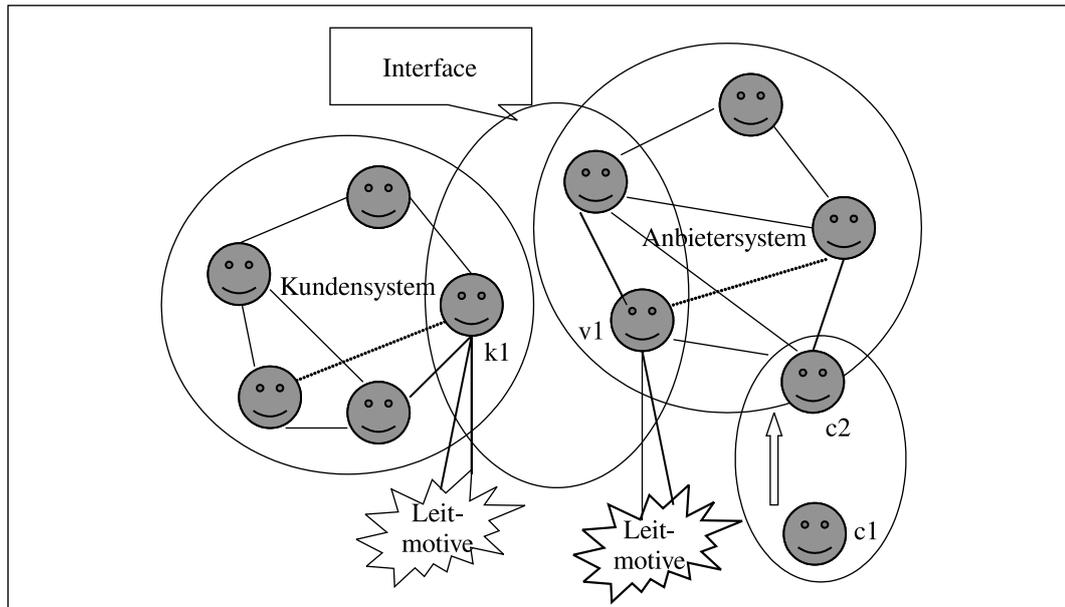 Interface
Anbietersystem
Kundensystem
v1
k1
c2
Leit-
motive
Leit-
motive
c1